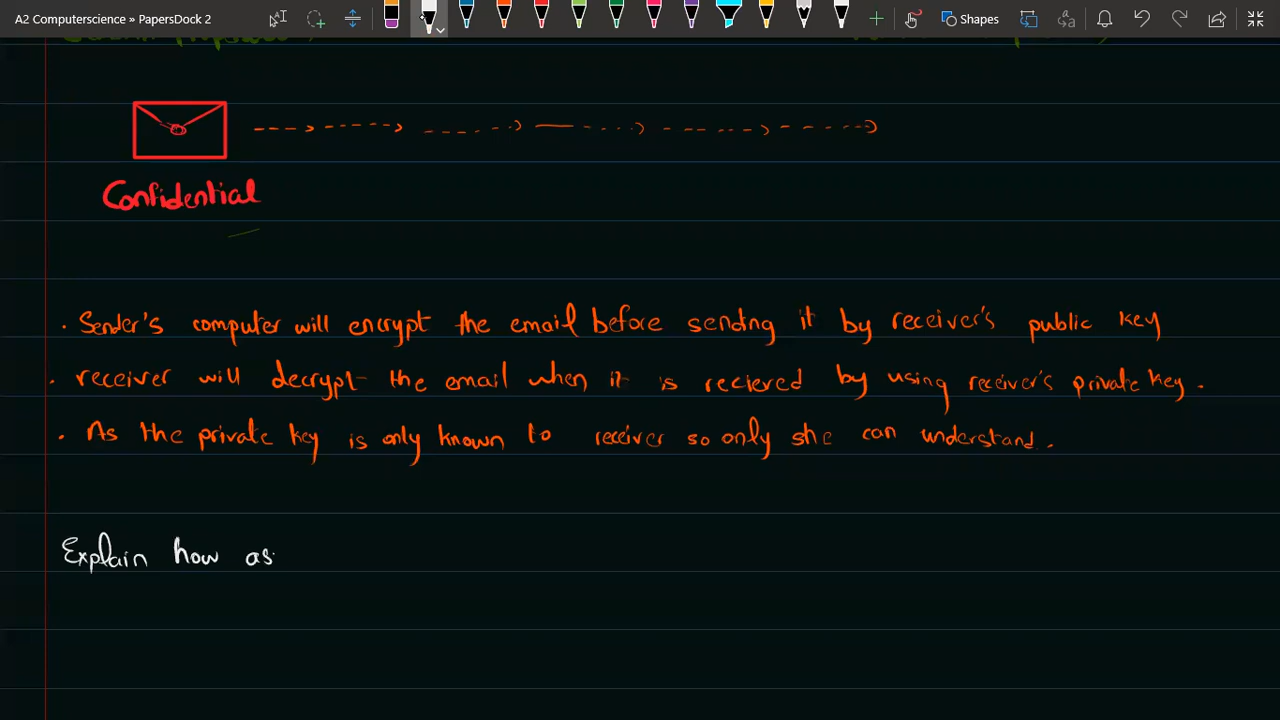 A2 Computerscience » PapersDock 2
Shapes
Confidential
. Sender's computer will encrypt the email before sendng it by receiver's public key
. receiver will decrypt the email when it is recieved by using receiver's private key .
. As the private key is only known to receiver so only she can understand .
Explain how as